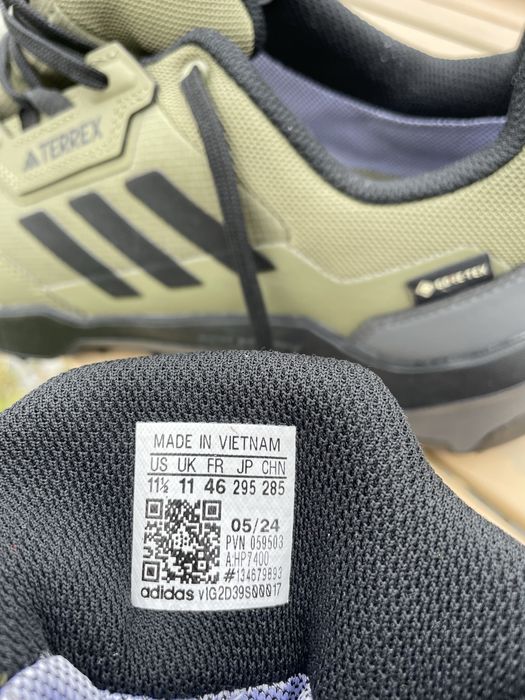 TERREX
GORE-TEX
MADE IN VIETNAM
US UK FR JP CHN
11½ 11 46 295 285
05/24
PVN 059503
A:HP7400
#134679893
adidas vIG2D39S00017